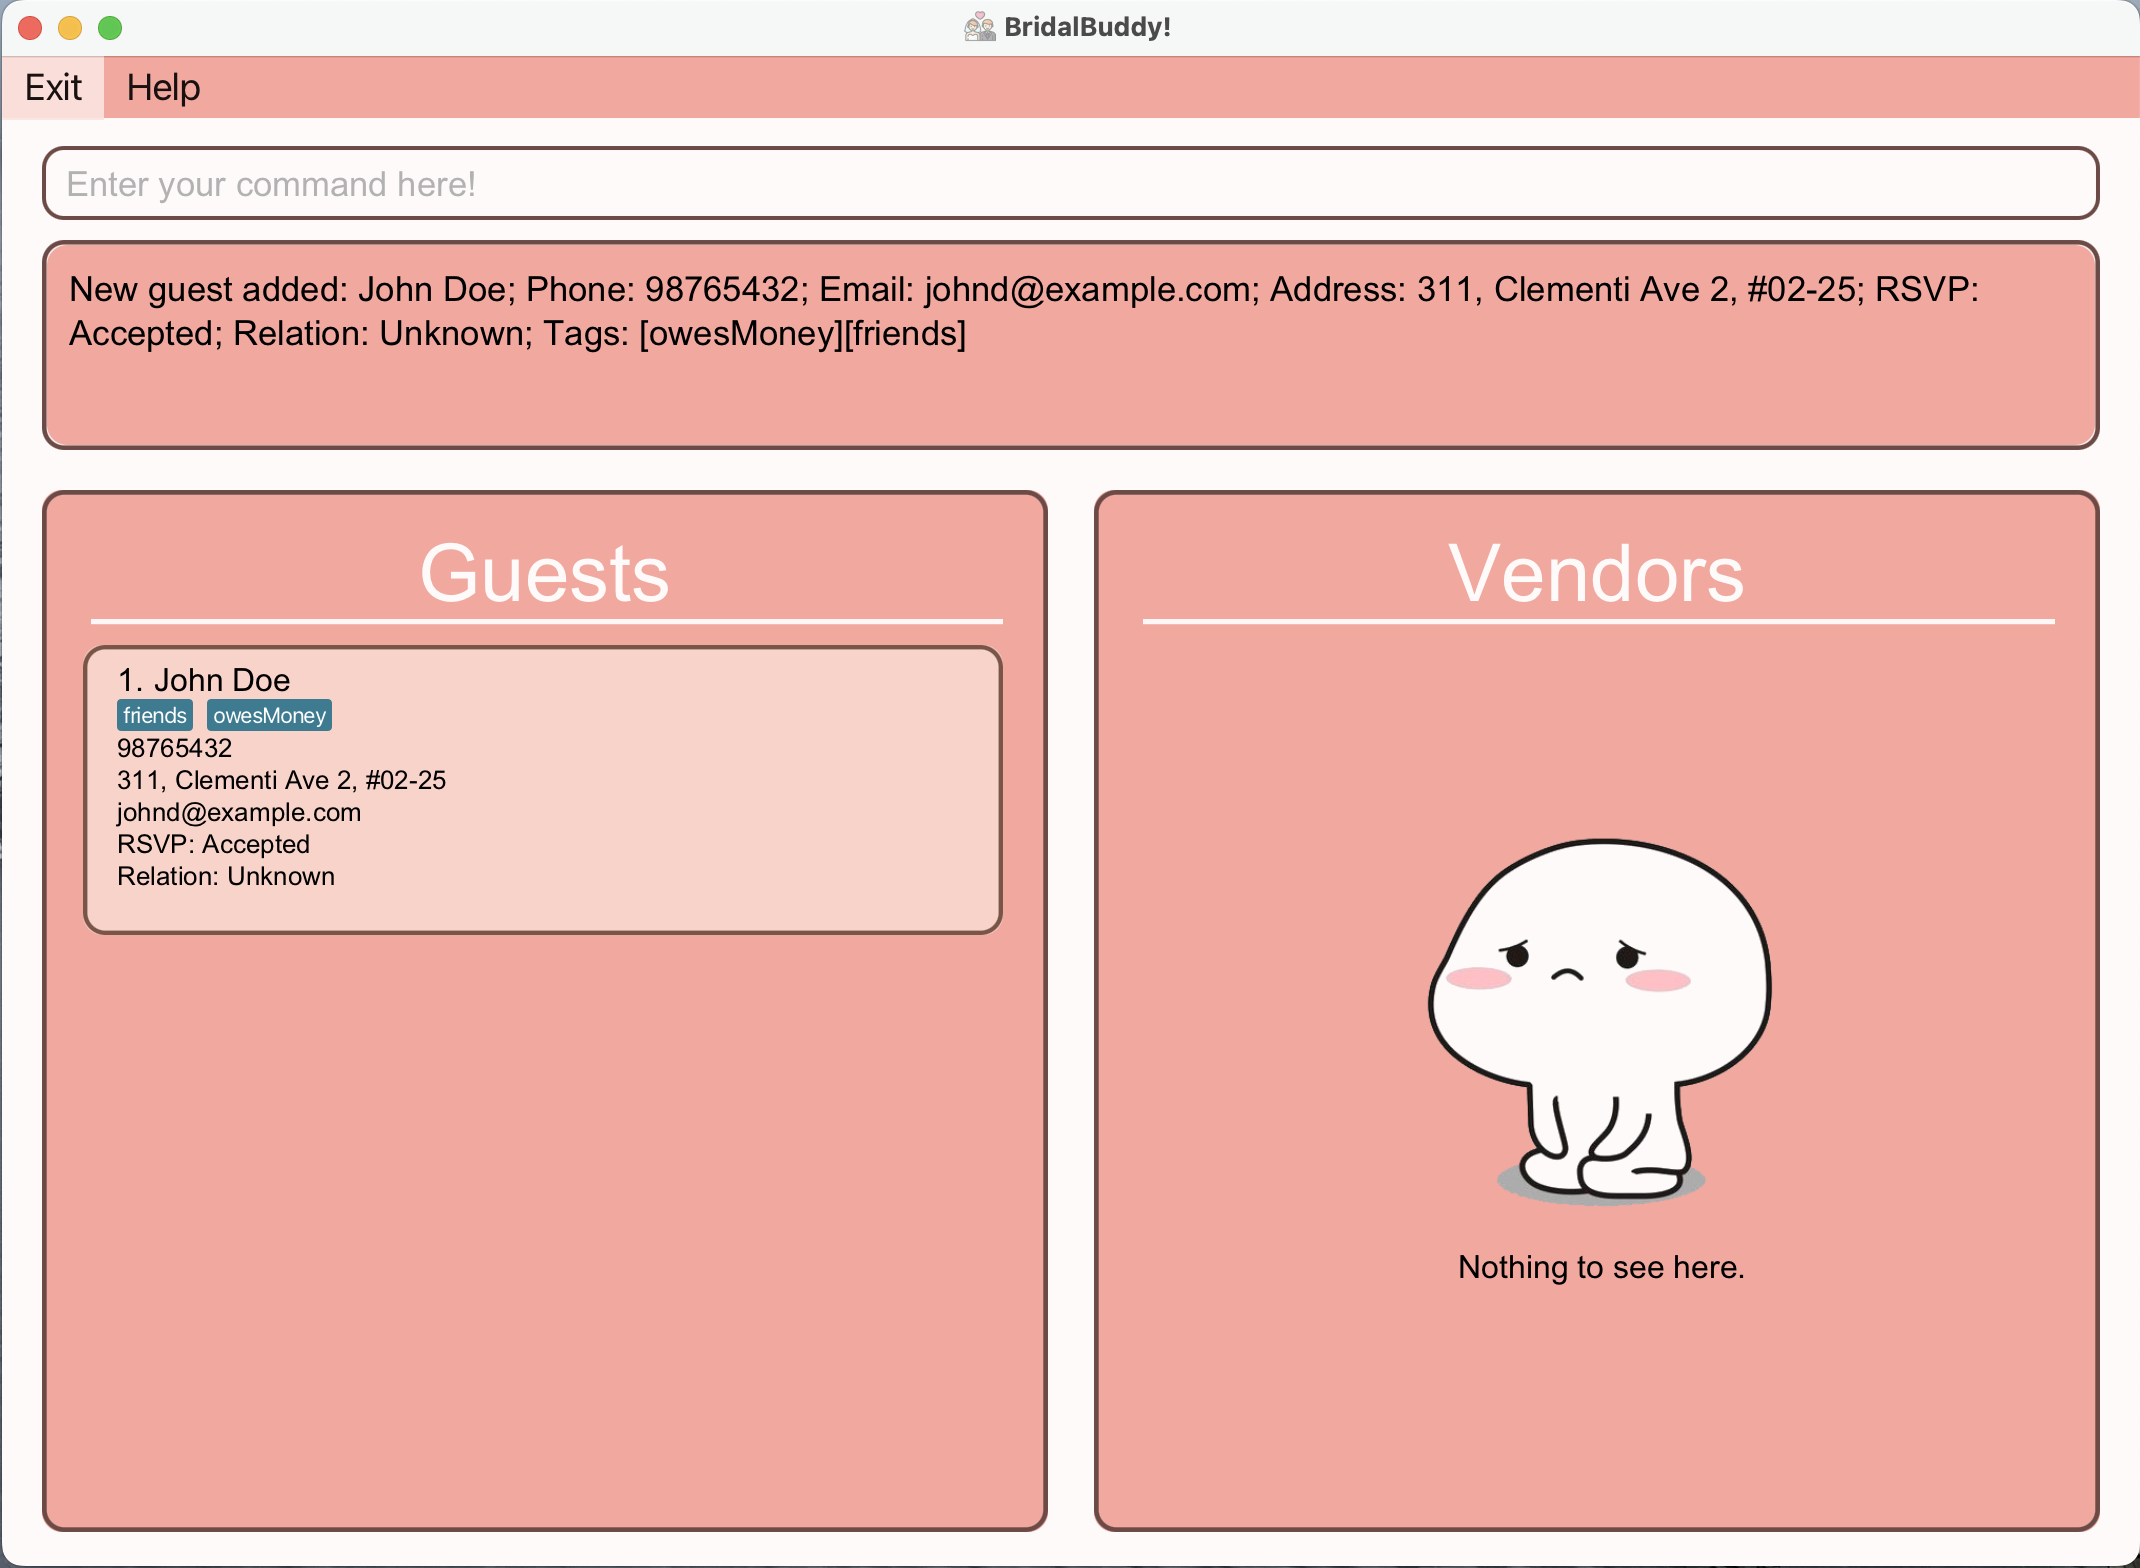 BridalBuddy!
Exit Help
Enter your command here!
New guest added: John Doe; Phone: 98765432; Email: johnd@example.com; Address: 311, Clementi Ave 2, #02-25; RSVP:
Accepted; Relation: Unknown; Tags: [owesMoney][friends]
Guests
1. John Doe
friends owesMoney
98765432
311, Clementi Ave 2, #02-25
johnd@example.com
RSVP: Accepted
Relation: Unknown
Vendors
Nothing to see here.